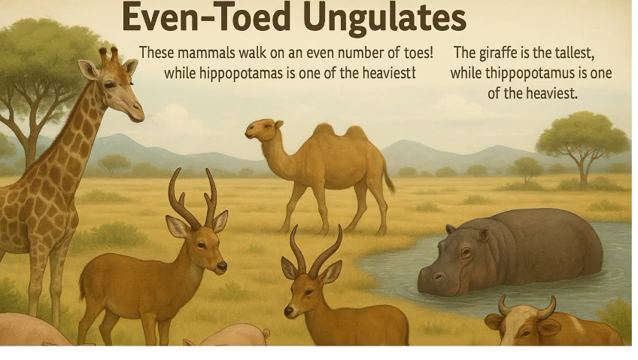 Even-Toed Ungulates
These mammals walk on an even number of toes!
while hippopotamas is one of the heaviest!
The giraffe is the tallest,
while thippopotamus is one
of the heaviest.